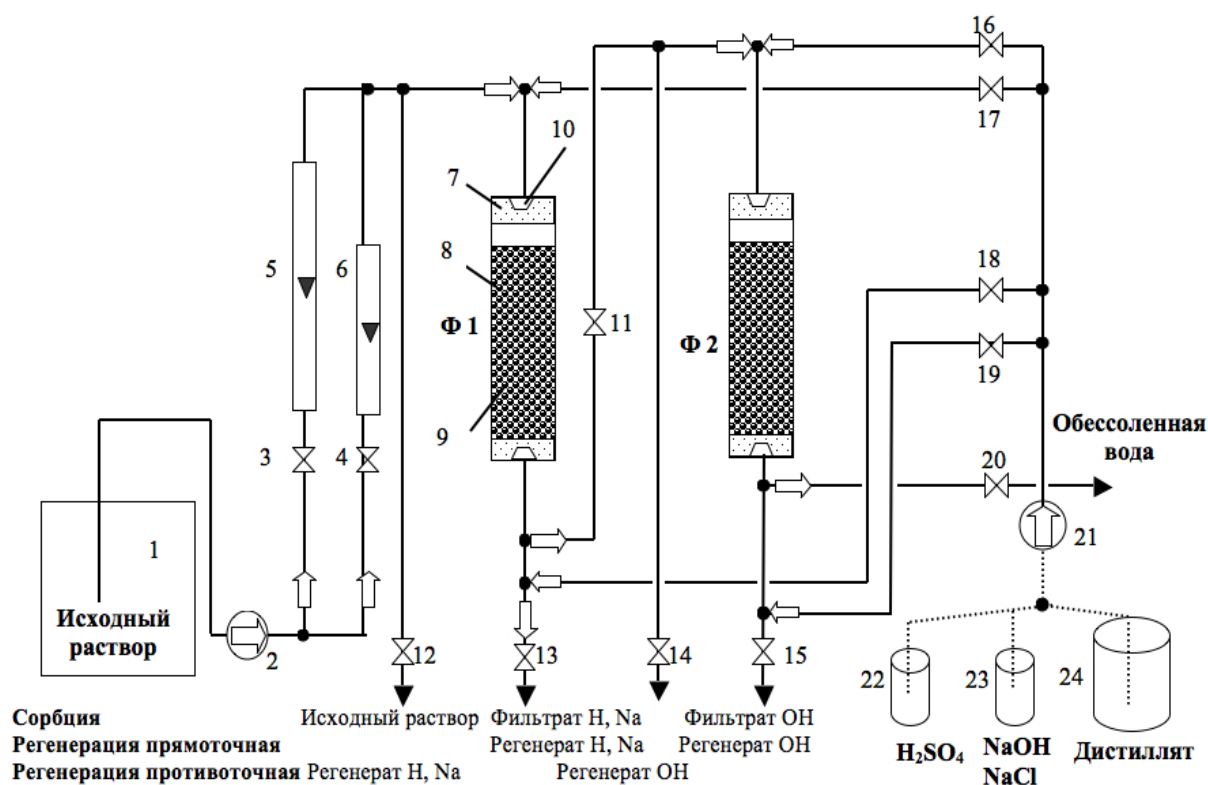 16
17
10
7
8
5
6
Ф 1
11
Ф 2
18
19
9
3
4
Обессоленная
вода
20
1
21
Исходный
раствор
2
12
13
14
15
22
23
24
Сорбция Исходный раствор Фильтрат H, Na Фильтрат OH
Регенерация прямоточная Регенерат H, Na Регенерат OH
Регенерация противоточная Регенерат H, Na Регенерат OH
H₂SO₄
NaOH
NaCl
Дистиллят